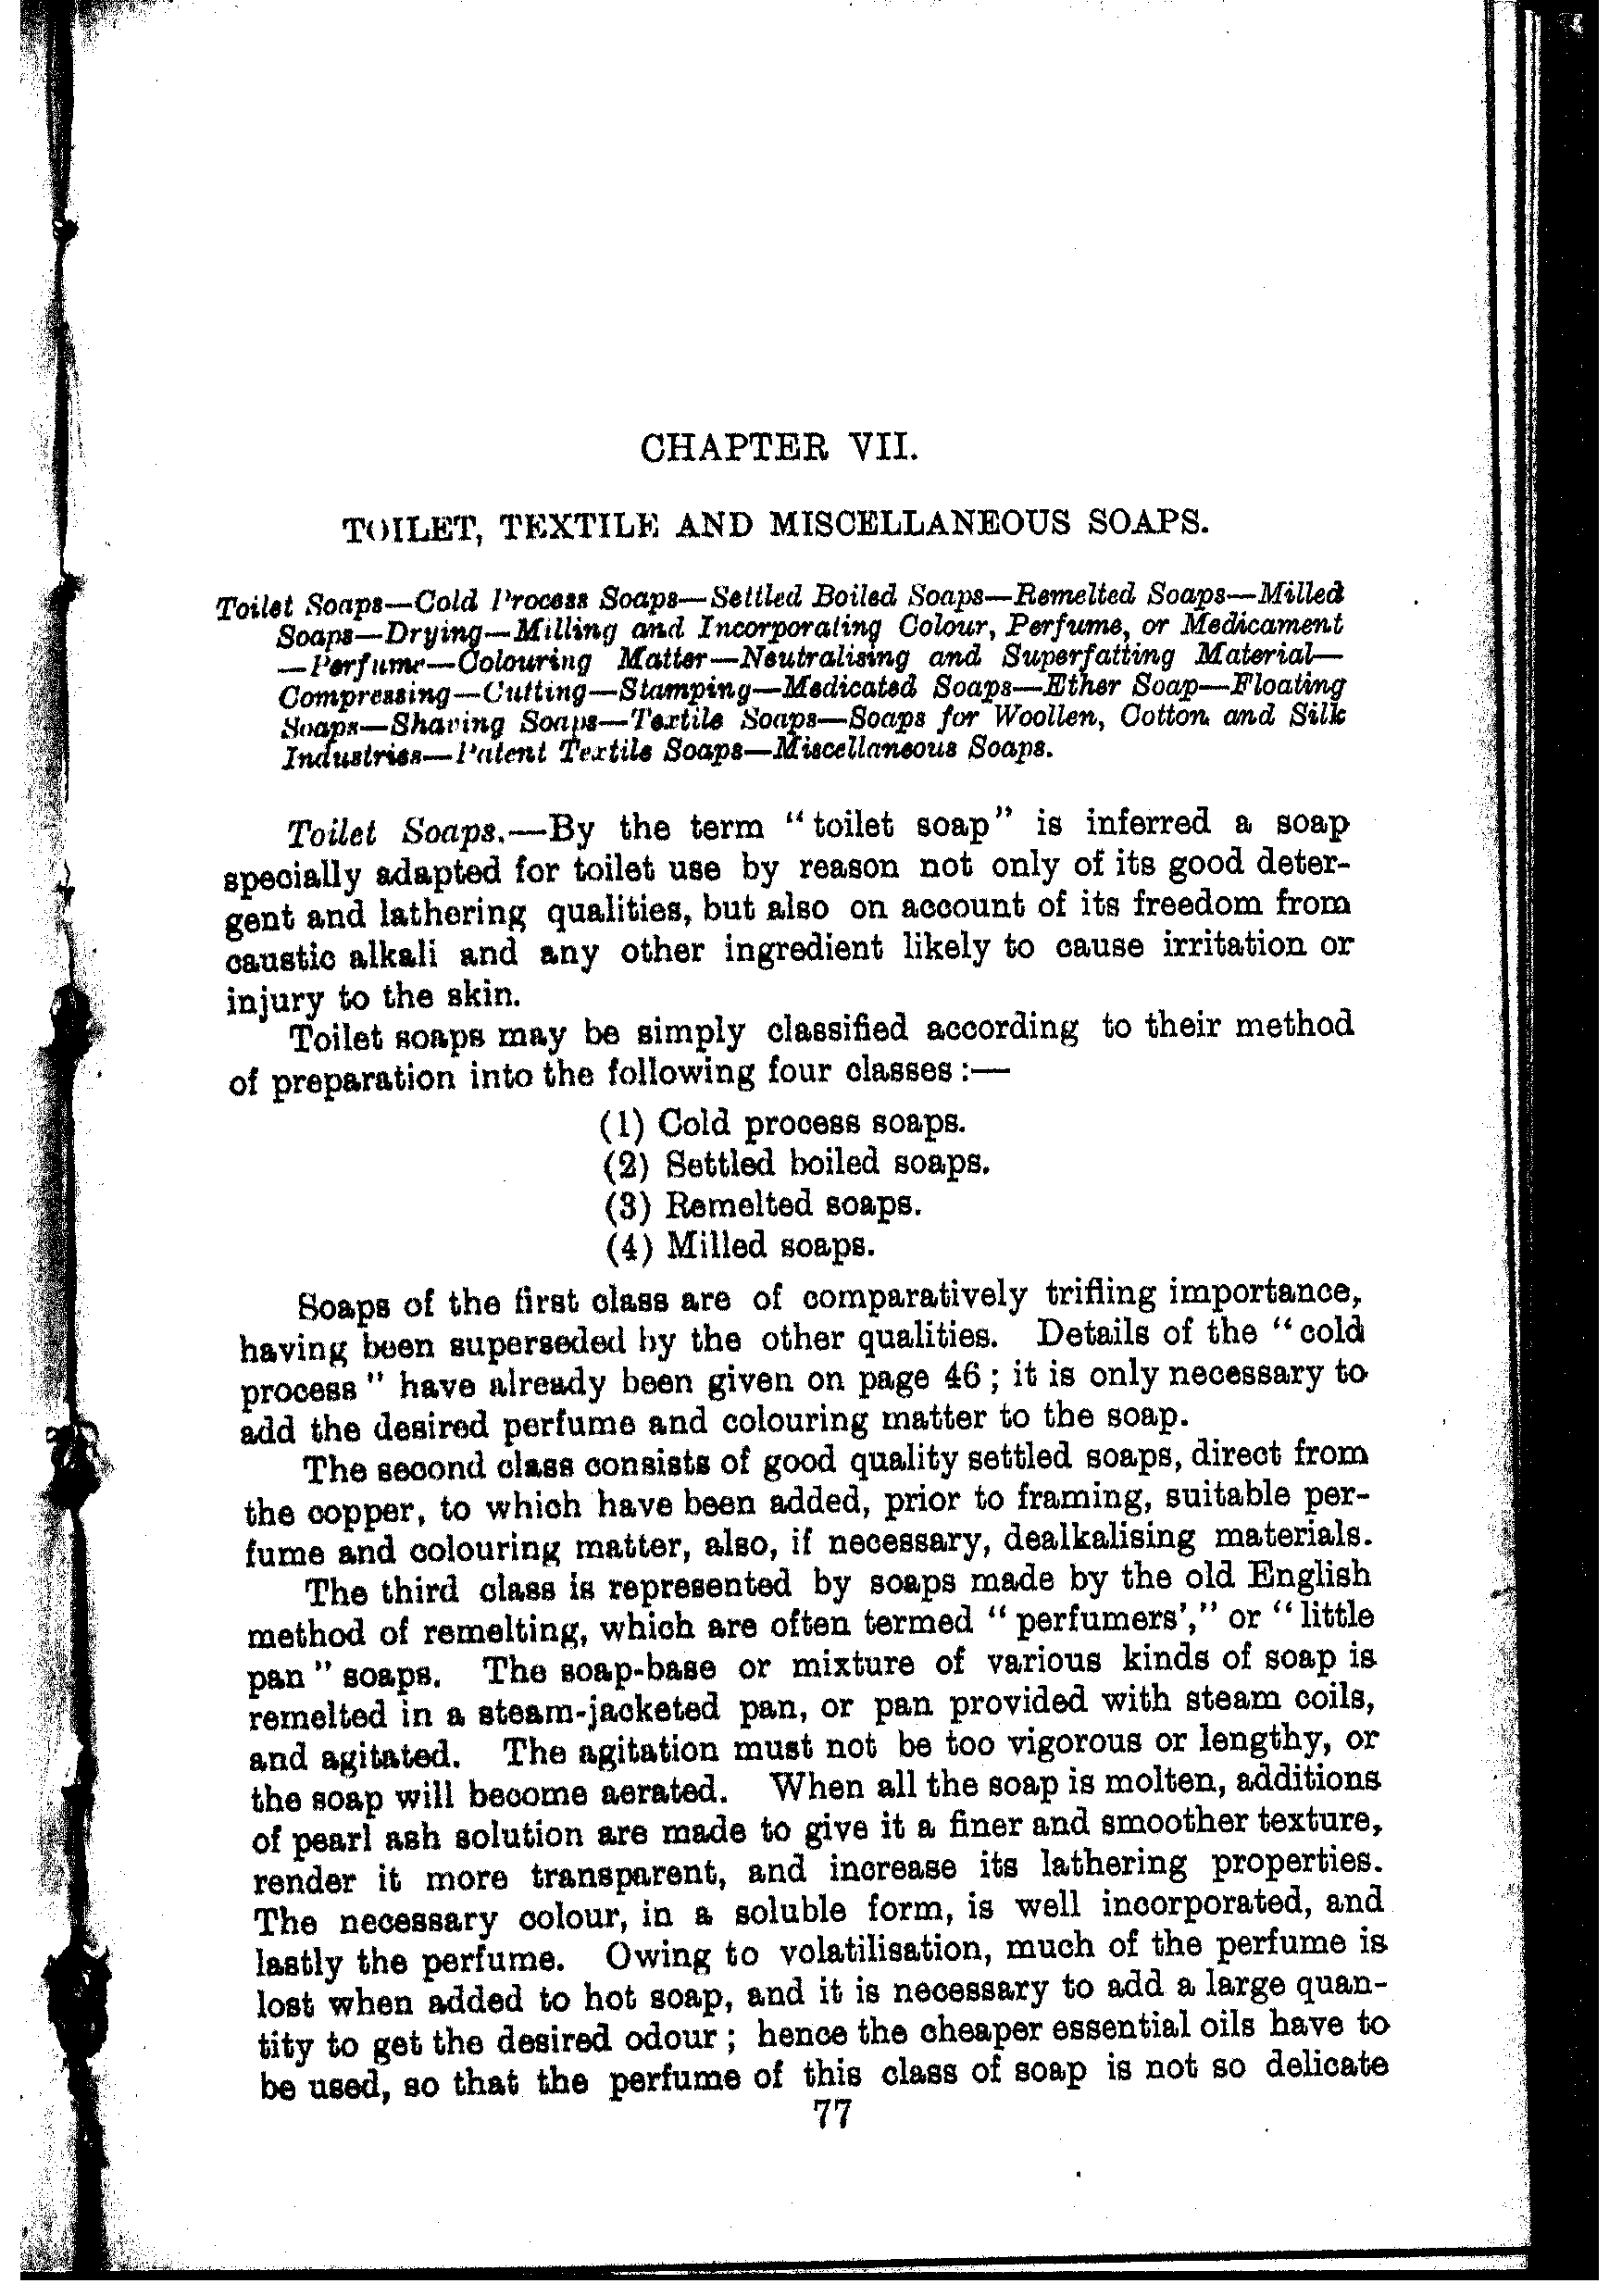 CHAPTER VII.
TOILET, TEXTILE AND MISCELLANEOUS SOAPS.
Toilet Soaps—Cold Process Soaps—Settled Boiled Soaps—Remelted Soaps—Milled
Soaps—Drying—Milling and Incorporating Colour, Perfume, or Medicament
—Perfume—Colouring Matter—Neutralising and Superfatting Material—
Compressing—Cutting—Stamping—Medicated Soaps—Ether Soap—Floating
Soaps—Shaving Soaps—Textile Soaps—Soaps for Woollen, Cotton and Silk
Industries—Patent Textile Soaps—Miscellaneous Soaps.
Toilet Soaps.—By the term "toilet soap" is inferred a soap
specially adapted for toilet use by reason not only of its good deter-
gent and lathering qualities, but also on account of its freedom from
caustic alkali and any other ingredient likely to cause irritation or
injury to the skin.
Toilet soaps may be simply classified according to their method
of preparation into the following four classes:—
(1) Cold process soaps.
(2) Settled boiled soaps.
(3) Remelted soaps.
(4) Milled soaps.
Soaps of the first class are of comparatively trifling importance,
having been superseded by the other qualities. Details of the "cold
process" have already been given on page 46; it is only necessary to
add the desired perfume and colouring matter to the soap.
The second class consists of good quality settled soaps, direct from
the copper, to which have been added, prior to framing, suitable per-
fume and colouring matter, also, if necessary, dealkalising materials.
The third class is represented by soaps made by the old English
method of remelting, which are often termed "perfumers'," or "little
pan" soaps. The soap-base or mixture of various kinds of soap is
remelted in a steam-jacketed pan, or pan provided with steam coils,
and agitated. The agitation must not be too vigorous or lengthy, or
the soap will become aerated. When all the soap is molten, additions
of pearl ash solution are made to give it a finer and smoother texture,
render it more transparent, and increase its lathering properties.
The necessary colour, in a soluble form, is well incorporated, and
lastly the perfume. Owing to volatilisation, much of the perfume is
lost when added to hot soap, and it is necessary to add a large quan-
tity to get the desired odour; hence the cheaper essential oils have to
be used, so that the perfume of this class of soap is not so delicate
77